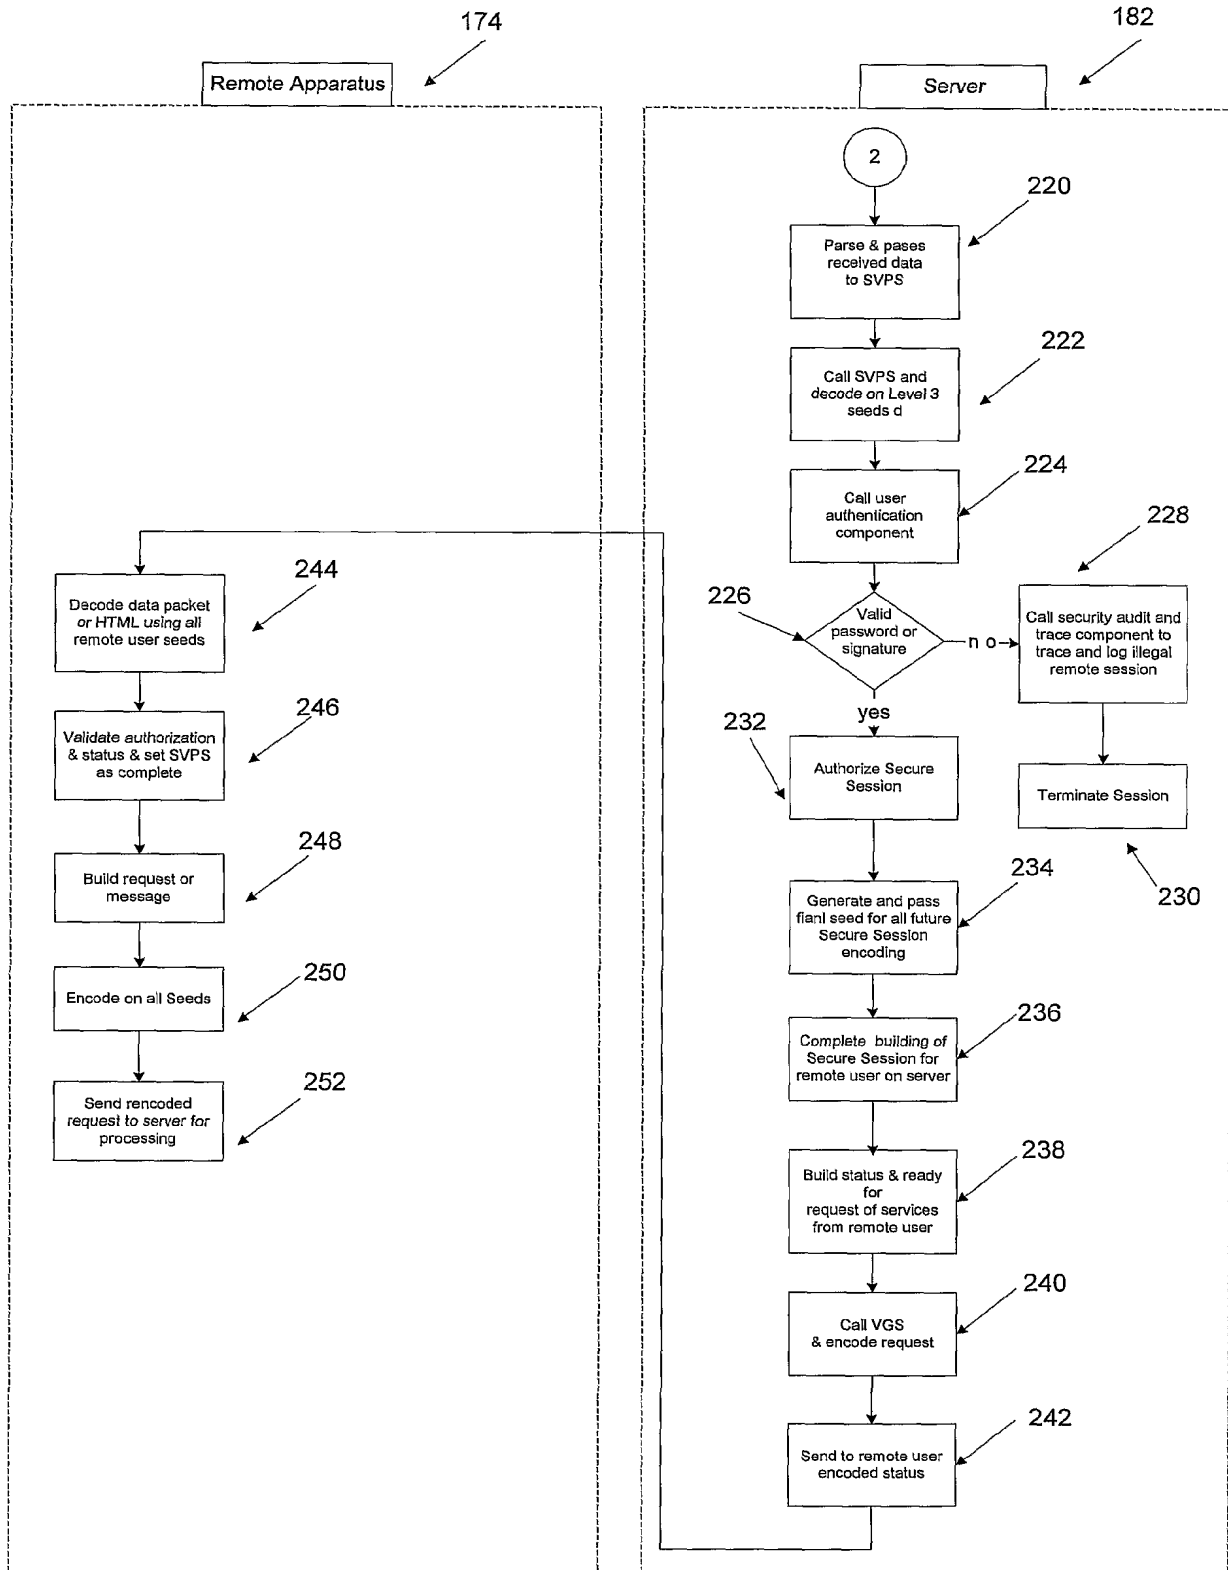 174
Remote Apparatus
182
Server
2
220
Parse & pases
received data
to SVPS
222
Call SVPS and
decode on Level 3
seeds d
224
Call user
authentication
component
226
Valid
password or
signature
no
228
Call security audit and
trace component to
trace and log illegal
remote session
yes
232
Authorize Secure
Session
Terminate Session
230
234
Generate and pass
fianl seed for all future
Secure Session
encoding
236
Complete building of
Secure Session for
remote user on server
238
Build status & ready
for
request of services
from remote user
240
Call VGS
& encode request
242
Send to remote user
encoded status
244
Decode data packet
or HTML using all
remote user seeds
246
Validate authorization
& status & set SVPS
as complete
248
Build request or
message
250
Encode on all Seeds
252
Send rencoded
request to server for
processing